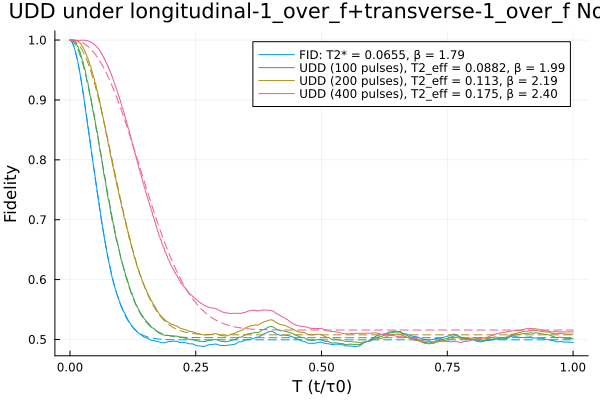 UDD under longitudinal-1_over_f+transverse-1_over_f No
1.0
0.9
0.8
0.7
0.6
0.5
Fidelity
FID: T2* = 0.0655, β = 1.79
UDD (100 pulses), T2_eff = 0.0882, β = 1.99
UDD (200 pulses), T2_eff = 0.113, β = 2.19
UDD (400 pulses), T2_eff = 0.175, β = 2.40
0.00 0.25 0.50 0.75 1.00
T (t/τ0)